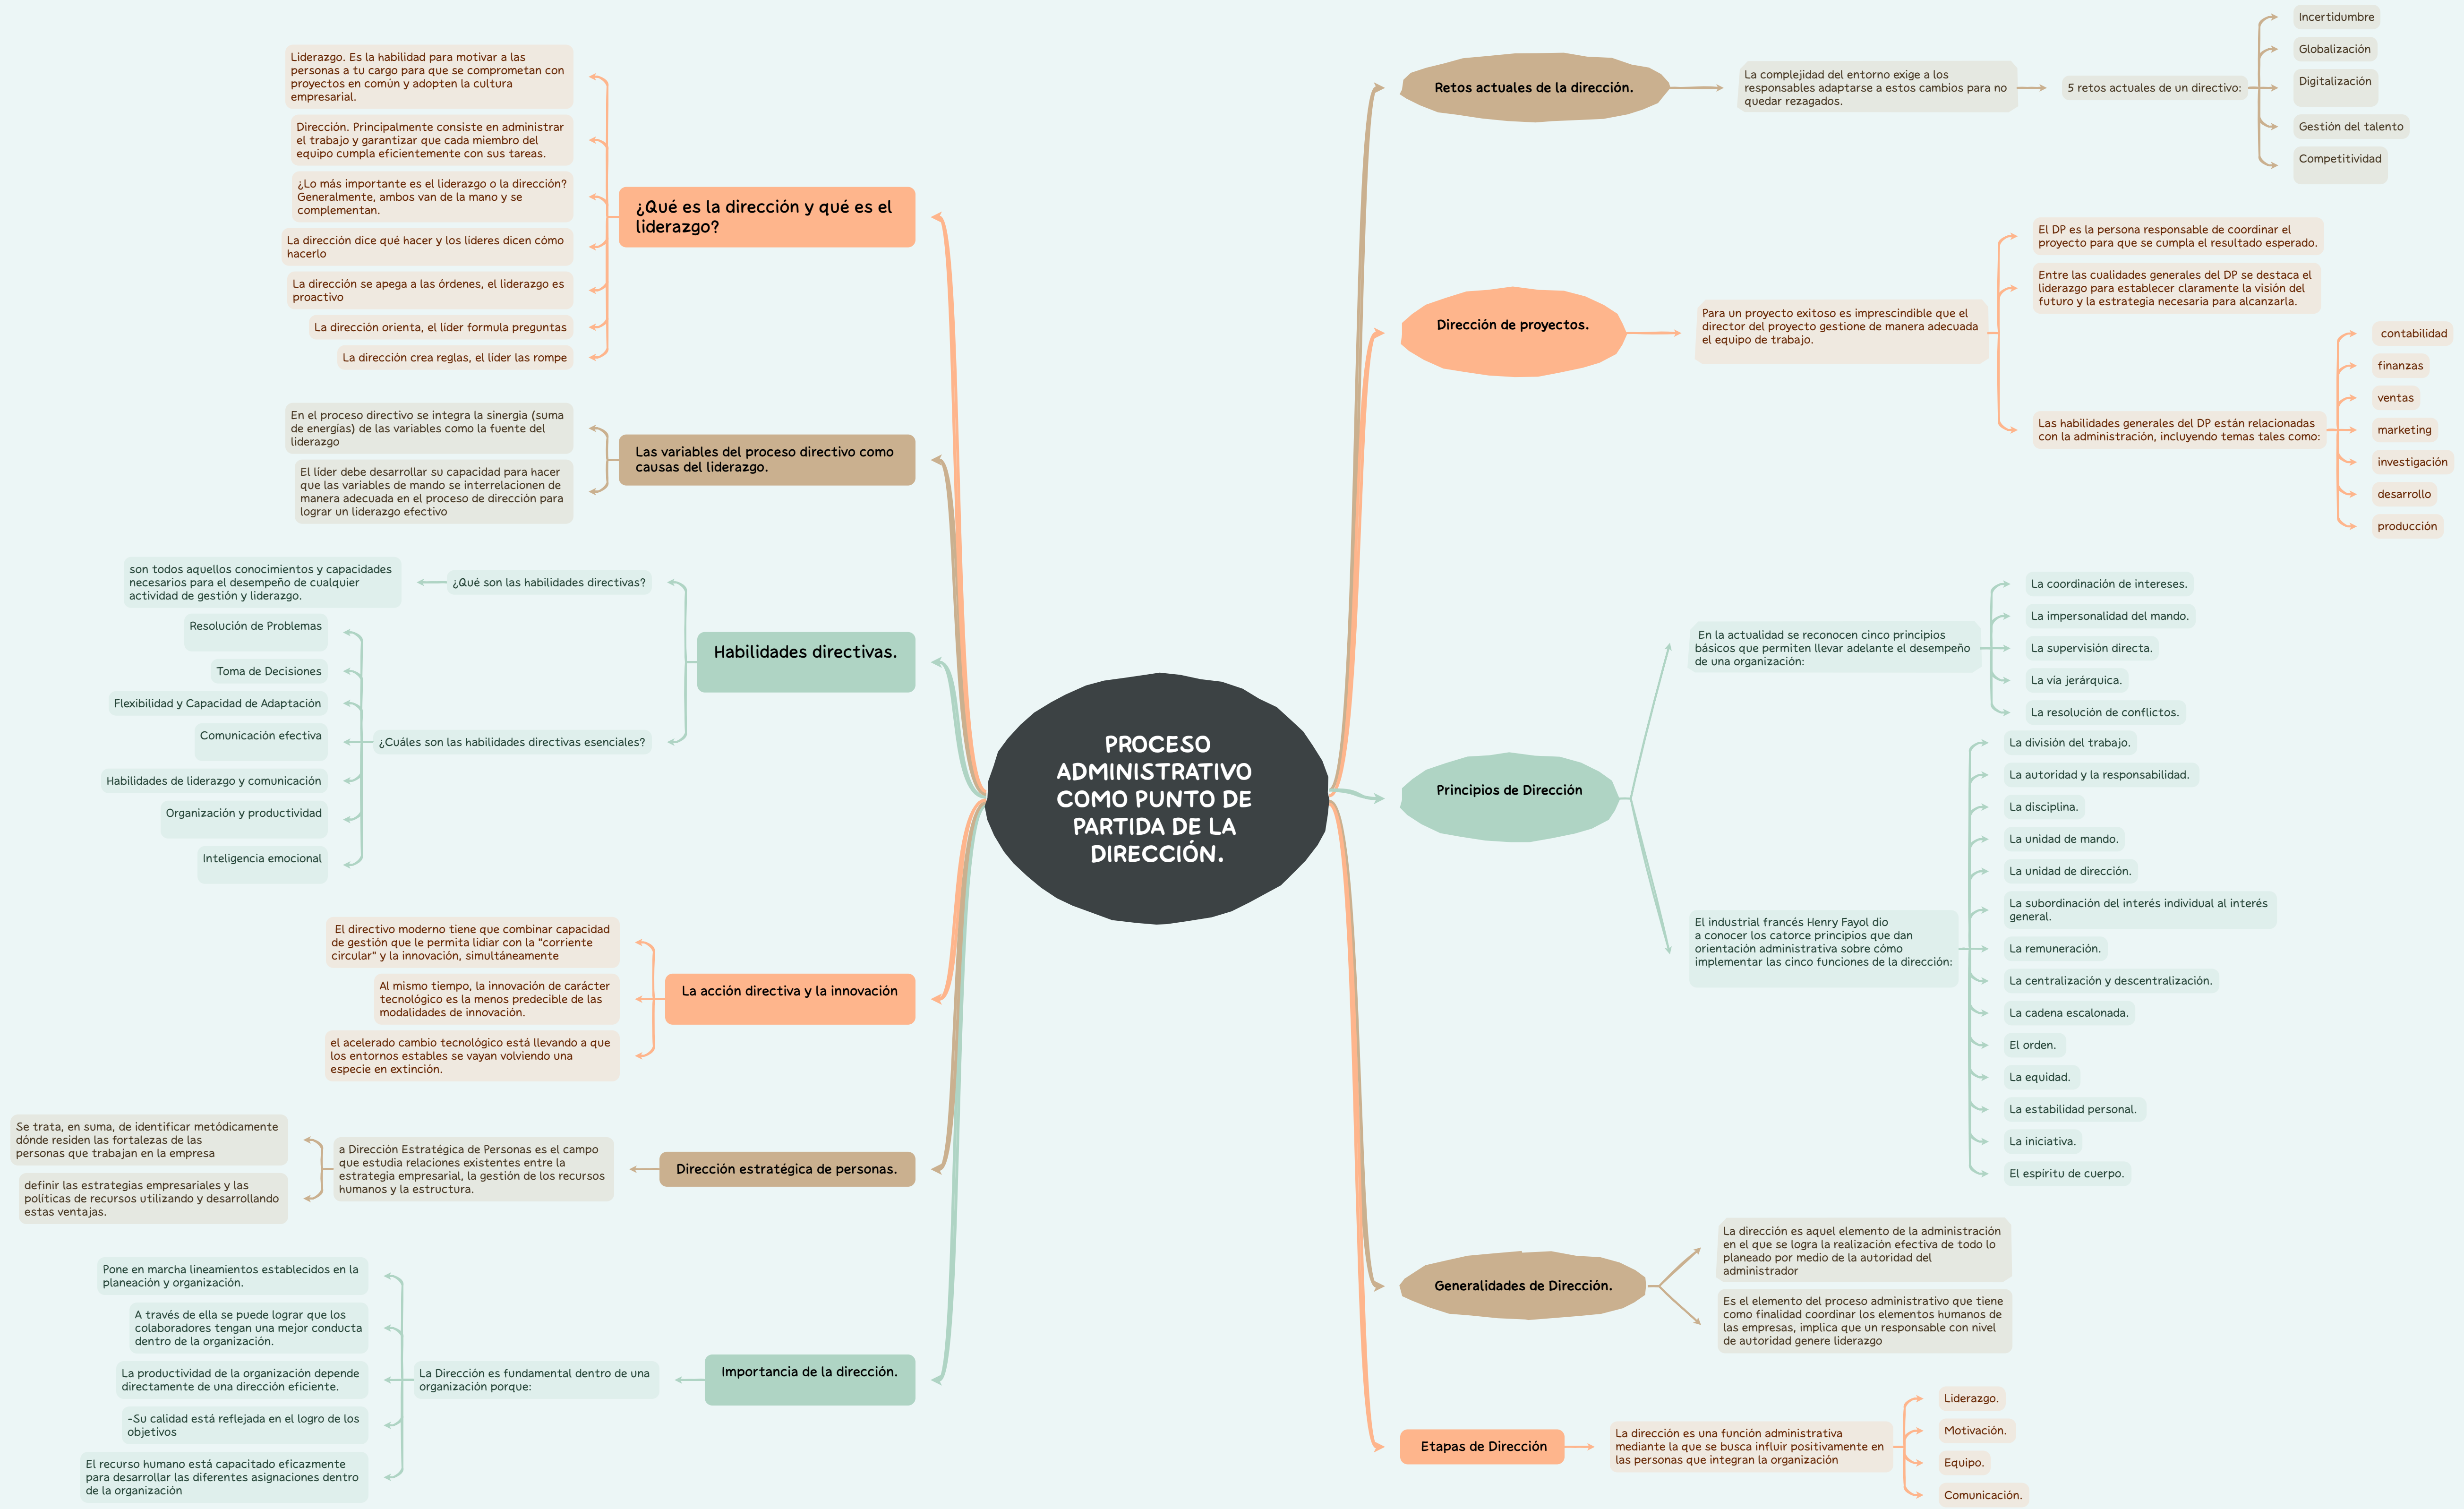 PROCESO
ADMINISTRATIVO
COMO PUNTO DE
PARTIDA DE LA
DIRECCIÓN.
¿Qué es la dirección y qué es el
liderazgo?
Liderazgo. Es la habilidad para motivar a las
personas a tu cargo para que se comprometan con
proyectos en común y adopten la cultura
empresarial.
Dirección. Principalmente consiste en administrar
el trabajo y garantizar que cada miembro del
equipo cumpla eficientemente con sus tareas.
¿Lo más importante es el liderazgo o la dirección?
Generalmente, ambos van de la mano y se
complementan.
La dirección dice qué hacer y los líderes dicen cómo
hacerlo
La dirección se apega a las órdenes, el liderazgo es
proactivo
La dirección orienta, el líder formula preguntas
La dirección crea reglas, el líder las rompe
Las variables del proceso directivo como
causas del liderazgo.
En el proceso directivo se integra la sinergia (suma
de energías) de las variables como la fuente del
liderazgo
El líder debe desarrollar su capacidad para hacer
que las variables de mando se interrelacionen de
manera adecuada en el proceso de dirección para
lograr un liderazgo efectivo
Habilidades directivas.
¿Qué son las habilidades directivas?
son todos aquellos conocimientos y capacidades
necesarios para el desempeño de cualquier
actividad de gestión y liderazgo.
¿Cuáles son las habilidades directivas esenciales?
Resolución de Problemas
Toma de Decisiones
Flexibilidad y Capacidad de Adaptación
Comunicación efectiva
Habilidades de liderazgo y comunicación
Organización y productividad
Inteligencia emocional
La acción directiva y la innovación
El directivo moderno tiene que combinar capacidad
de gestión que le permita lidiar con la "corriente
circular" y la innovación, simultáneamente
Al mismo tiempo, la innovación de carácter
tecnológico es la menos predecible de las
modalidades de innovación.
el acelerado cambio tecnológico está llevando a que
los entornos estables se vayan volviendo una
especie en extinción.
Dirección estratégica de personas.
a Dirección Estratégica de Personas es el campo
que estudia relaciones existentes entre la
estrategia empresarial, la gestión de los recursos
humanos y la estructura.
Se trata, en suma, de identificar metódicamente
dónde residen las fortalezas de las
personas que trabajan en la empresa
definir las estrategias empresariales y las
políticas de recursos utilizando y desarrollando
estas ventajas.
Importancia de la dirección.
La Dirección es fundamental dentro de una
organización porque:
Pone en marcha lineamientos establecidos en la
planeación y organización.
A través de ella se puede lograr que los
colaboradores tengan una mejor conducta
dentro de la organización.
La productividad de la organización depende
directamente de una dirección eficiente.
-Su calidad está reflejada en el logro de los
objetivos
El recurso humano está capacitado eficazmente
para desarrollar las diferentes asignaciones dentro
de la organización
Retos actuales de la dirección.
La complejidad del entorno exige a los
responsables adaptarse a estos cambios para no
quedar rezagados.
5 retos actuales de un directivo:
Incertidumbre
Globalización
Digitalización
Gestión del talento
Competitividad
Dirección de proyectos.
Para un proyecto exitoso es imprescindible que el
director del proyecto gestione de manera adecuada
el equipo de trabajo.
El DP es la persona responsable de coordinar el
proyecto para que se cumpla el resultado esperado.
Entre las cualidades generales del DP se destaca el
liderazgo para establecer claramente la visión del
futuro y la estrategia necesaria para alcanzarla.
Las habilidades generales del DP están relacionadas
con la administración, incluyendo temas tales como:
contabilidad
finanzas
ventas
marketing
investigación
desarrollo
producción
Principios de Dirección
En la actualidad se reconocen cinco principios
básicos que permiten llevar adelante el desempeño
de una organización:
La coordinación de intereses.
La impersonalidad del mando.
La supervisión directa.
La vía jerárquica.
La resolución de conflictos.
El industrial francés Henry Fayol dio
a conocer los catorce principios que dan
orientación administrativa sobre cómo
implementar las cinco funciones de la dirección:
La división del trabajo.
La autoridad y la responsabilidad.
La disciplina.
La unidad de mando.
La unidad de dirección.
La subordinación del interés individual al interés
general.
La remuneración.
La centralización y descentralización.
La cadena escalonada.
El orden.
La equidad.
La estabilidad personal.
La iniciativa.
El espíritu de cuerpo.
Generalidades de Dirección.
La dirección es aquel elemento de la administración
en el que se logra la realización efectiva de todo lo
planeado por medio de la autoridad del
administrador
Es el elemento del proceso administrativo que tiene
como finalidad coordinar los elementos humanos de
las empresas, implica que un responsable con nivel
de autoridad genere liderazgo
Etapas de Dirección
La dirección es una función administrativa
mediante la que se busca influir positivamente en
las personas que integran la organización
Liderazgo.
Motivación.
Equipo.
Comunicación.